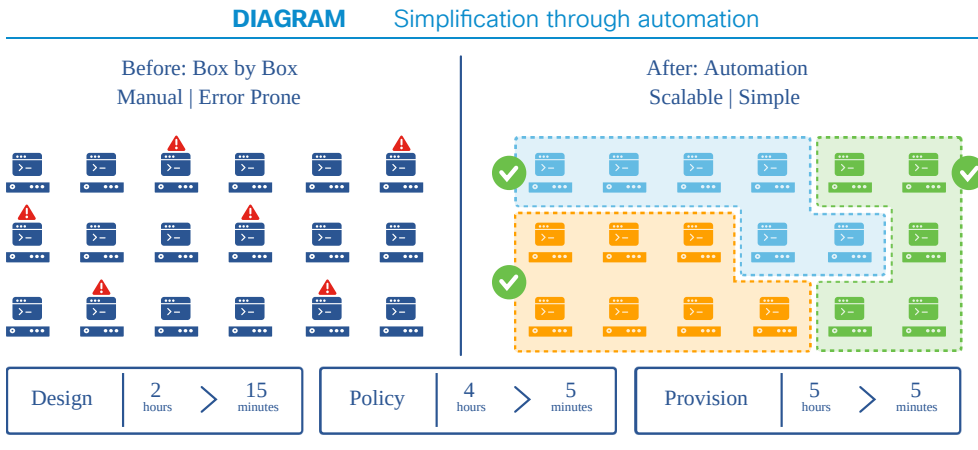 DIAGRAM Simplification through automation
Before: Box by Box
Manual | Error Prone
After: Automation
Scalable | Simple
Design 2 hours > 15 minutes
Policy 4 hours > 5 minutes
Provision 5 hours > 5 minutes